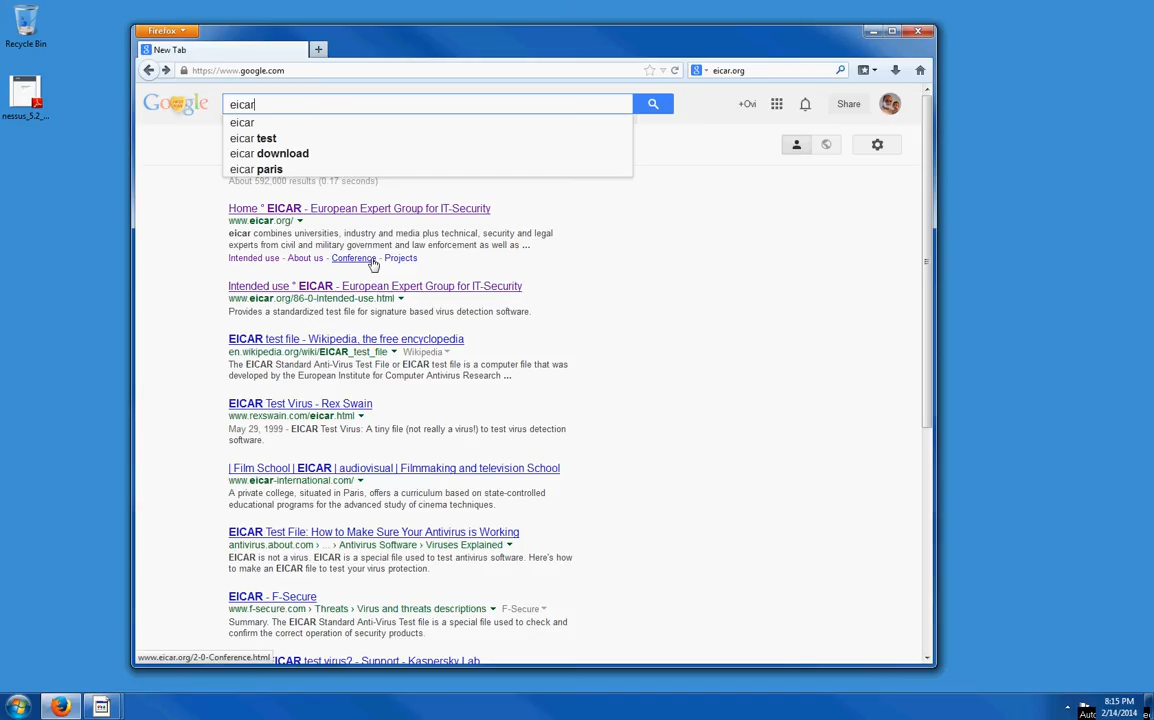 Recycle Bin
nessus_5.2_...
Firefox
New Tab
https://www.google.com
eicar.org
Google
eicar
+Ovi
Share
eicar
eicar test
eicar download
eicar paris
About 592,000 results (0.17 seconds)
Home ° EICAR - European Expert Group for IT-Security
www.eicar.org/
eicar combines universities, industry and media plus technical, security and legal
experts from civil and military government and law enforcement as well as ...
Intended use - About us - Conference - Projects
Intended use ° EICAR - European Expert Group for IT-Security
www.eicar.org/86-0-Intended-use.html
Provides a standardized test file for signature based virus detection software.
EICAR test file - Wikipedia, the free encyclopedia
en.wikipedia.org/wiki/EICAR_test_file Wikipedia
The EICAR Standard Anti-Virus Test File or EICAR test file is a computer file that was
developed by the European Institute for Computer Antivirus Research ...
EICAR Test Virus - Rex Swain
www.rexswain.com/eicar.html
May 29, 1999 - EICAR Test Virus: A tiny file (not really a virus!) to test virus detection
software.
| Film School | EICAR | audiovisual | Filmmaking and television School
www.eicar-international.com/
A private college, situated in Paris, offers a curriculum based on state-controlled
educational programs for the advanced study of cinema techniques.
EICAR Test File: How to Make Sure Your Antivirus is Working
antivirus.about.com › ... › Antivirus Software › Viruses Explained
EICAR is not a virus. EICAR is a special file used to test antivirus software. Here's how
to make an EICAR file to test your virus protection.
EICAR - F-Secure
www.f-secure.com › Threats › Virus and threats descriptions F-Secure
Summary. The EICAR Standard Anti-Virus Test file is a special file used to check and
confirm the correct operation of security products.
EICAR test virus? - Support - Kaspersky Lab
www.eicar.org/2-0-Conference.html
8:15 PM
2/14/2014